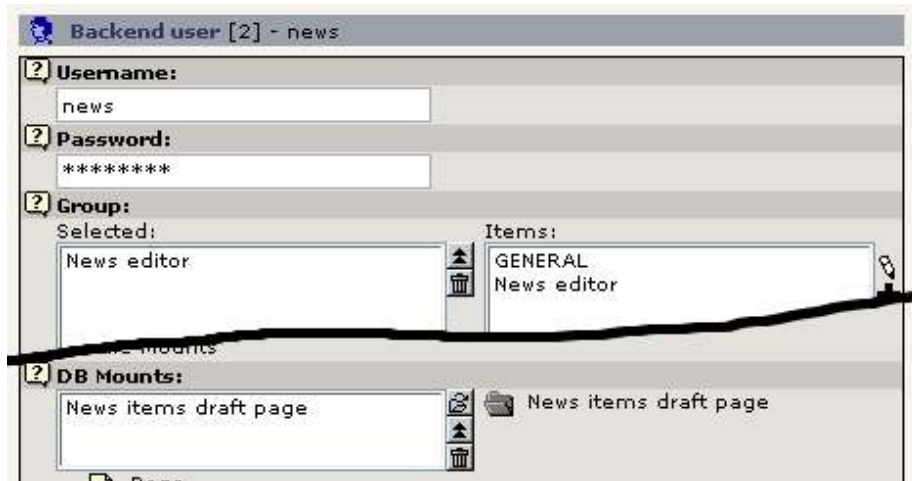 Backend user [2] - news
Username:
news
Password:
********
Group:
Selected: Items:
News editor GENERAL
News editor
Mounts
DB Mounts:
News items draft page News items draft page